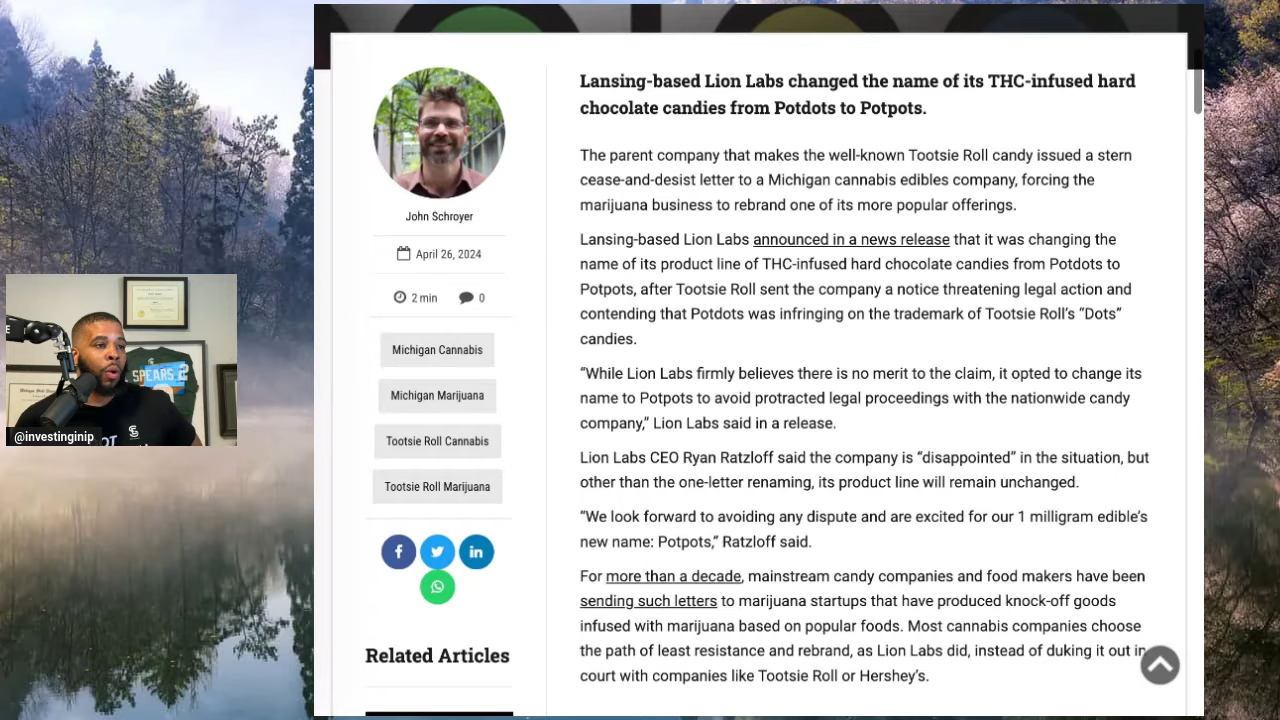 Lansing-based Lion Labs changed the name of its THC-infused hard
chocolate candies from Potdots to Potpots.
John Schroyer
April 26, 2024
2 min
0
Michigan Cannabis
Michigan Marijuana
Tootsie Roll Cannabis
Tootsie Roll Marijuana
Related Articles
The parent company that makes the well-known Tootsie Roll candy issued a stern
cease-and-desist letter to a Michigan cannabis edibles company, forcing the
marijuana business to rebrand one of its more popular offerings.
Lansing-based Lion Labs announced in a news release that it was changing the
name of its product line of THC-infused hard chocolate candies from Potdots to
Potpots, after Tootsie Roll sent the company a notice threatening legal action and
contending that Potdots was infringing on the trademark of Tootsie Roll’s “Dots”
candies.
“While Lion Labs firmly believes there is no merit to the claim, it opted to change its
name to Potpots to avoid protracted legal proceedings with the nationwide candy
company,” Lion Labs said in a release.
Lion Labs CEO Ryan Ratzloff said the company is “disappointed” in the situation, but
other than the one-letter renaming, its product line will remain unchanged.
“We look forward to avoiding any dispute and are excited for our 1 milligram edible’s
new name: Potpots,” Ratzloff said.
For more than a decade, mainstream candy companies and food makers have been
sending such letters to marijuana startups that have produced knock-off goods
infused with marijuana based on popular foods. Most cannabis companies choose
the path of least resistance and rebrand, as Lion Labs did, instead of duking it out in
court with companies like Tootsie Roll or Hershey’s.
SPEARS 2
@investinginip